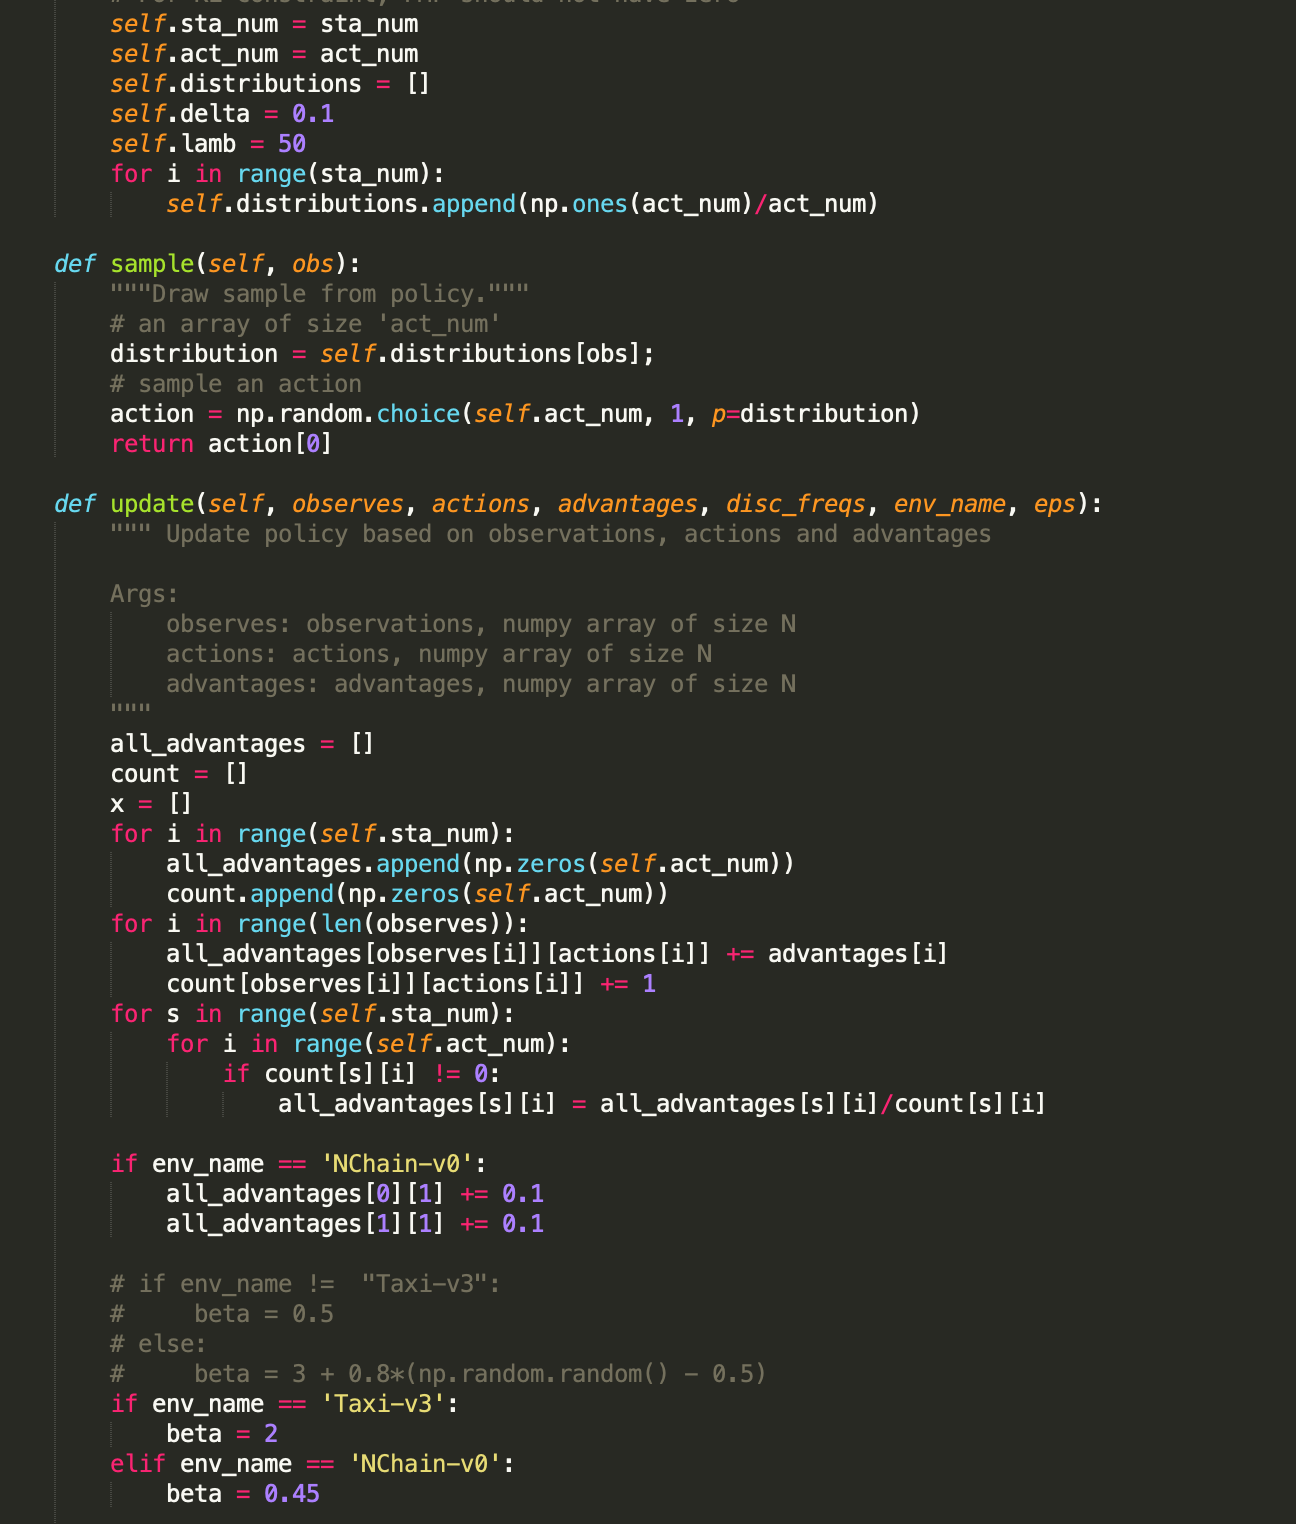 self.sta_num = sta_num
self.act_num = act_num
self.distributions = []
self.delta = 0.1
self.lamb = 50
for i in range(sta_num):
self.distributions.append(np.ones(act_num)/act_num)
def sample(self, obs):
"""Draw sample from policy."""
# an array of size 'act_num'
distribution = self.distributions[obs];
# sample an action
action = np.random.choice(self.act_num, 1, p=distribution)
return action[0]
def update(self, observes, actions, advantages, disc_freqs, env_name, eps):
""" Update policy based on observations, actions and advantages
Args:
observes: observations, numpy array of size N
actions: actions, numpy array of size N
advantages: advantages, numpy array of size N
"""
all_advantages = []
count = []
x = []
for i in range(self.sta_num):
all_advantages.append(np.zeros(self.act_num))
count.append(np.zeros(self.act_num))
for i in range(len(observes)):
all_advantages[observes[i]][actions[i]] += advantages[i]
count[observes[i]][actions[i]] += 1
for s in range(self.sta_num):
for i in range(self.act_num):
if count[s][i] != 0:
all_advantages[s][i] = all_advantages[s][i]/count[s][i]
if env_name == 'NChain-v0':
all_advantages[0][1] += 0.1
all_advantages[1][1] += 0.1
# if env_name !=  "Taxi-v3":
#     beta = 0.5
# else:
#     beta = 3 + 0.8*(np.random.random() - 0.5)
if env_name == 'Taxi-v3':
beta = 2
elif env_name == 'NChain-v0':
beta = 0.45